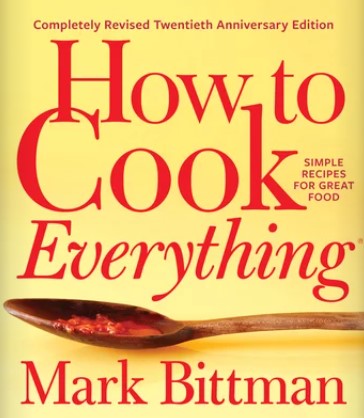 Completely Revised Twentieth Anniversary Edition
How to
Cook
SIMPLE
RECIPES
FOR GREAT
FOOD
Everything®
Mark Bittman